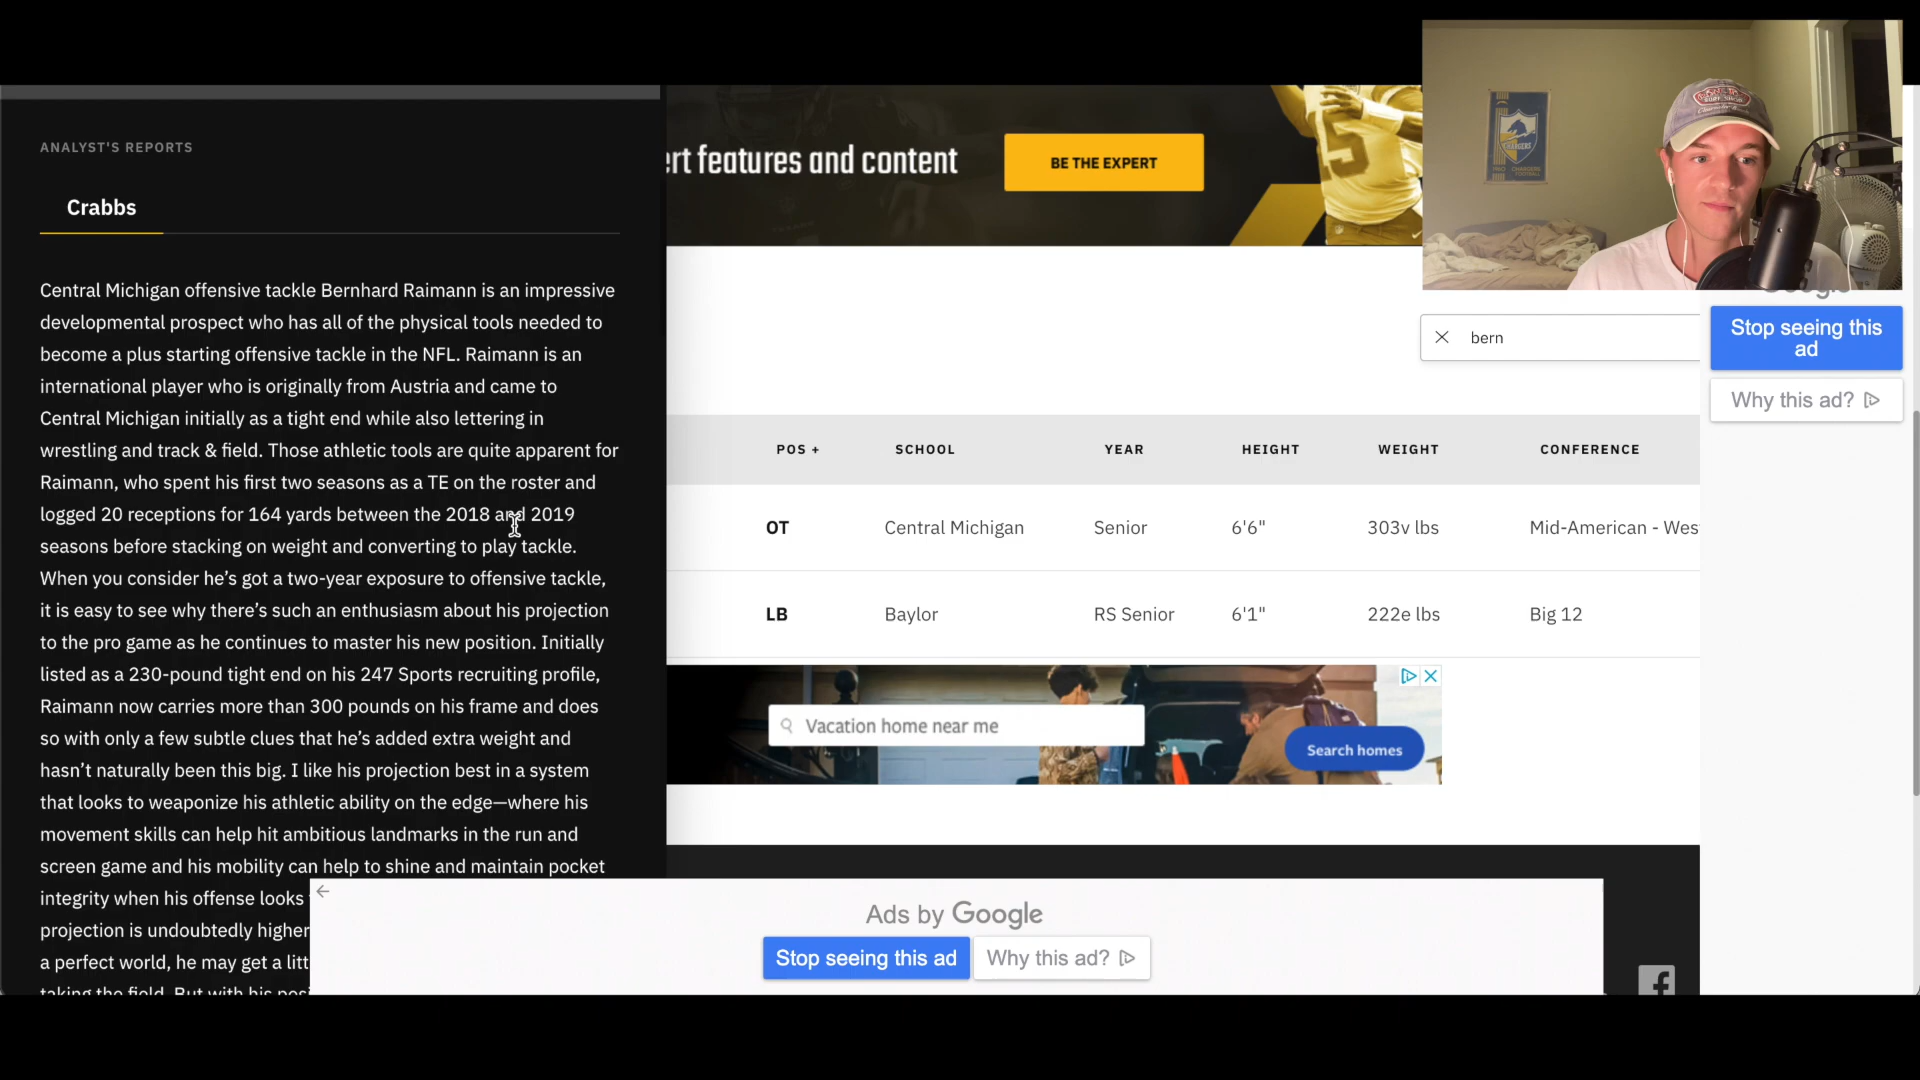 ANALYST'S REPORTS
Crabbs
Central Michigan offensive tackle Bernhard Raimann is an impressive
developmental prospect who has all of the physical tools needed to
become a plus starting offensive tackle in the NFL. Raimann is an
international player who is originally from Austria and came to
Central Michigan initially as a tight end while also lettering in
wrestling and track & field. Those athletic tools are quite apparent for
Raimann, who spent his first two seasons as a TE on the roster and
logged 20 receptions for 164 yards between the 2018 and 2019
seasons before stacking on weight and converting to play tackle.
When you consider he's got a two-year exposure to offensive tackle,
it is easy to see why there's such an enthusiasm about his projection
to the pro game as he continues to master his new position. Initially
listed as a 230-pound tight end on his 247 Sports recruiting profile,
Raimann now carries more than 300 pounds on his frame and does
so with only a few subtle clues that he's added extra weight and
hasn't naturally been this big. I like his projection best in a system
that looks to weaponize his athletic ability on the edge—where his
movement skills can help hit ambitious landmarks in the run and
screen game and his mobility can help to shine and maintain pocket
integrity when his offense looks
projection is undoubtedly higher
a perfect world, he may get a litt
taking the field. But with his posi
ert features and content
BE THE EXPERT
5
CHARGERS
bern
Stop seeing this
ad
Why this ad?
POS + SCHOOL YEAR HEIGHT WEIGHT CONFERENCE
OT Central Michigan Senior 6'6" 303v lbs Mid-American - Wes
LB Baylor RS Senior 6'1" 222e lbs Big 12
Vacation home near me
Search homes
Ads by Google
Stop seeing this ad
Why this ad?